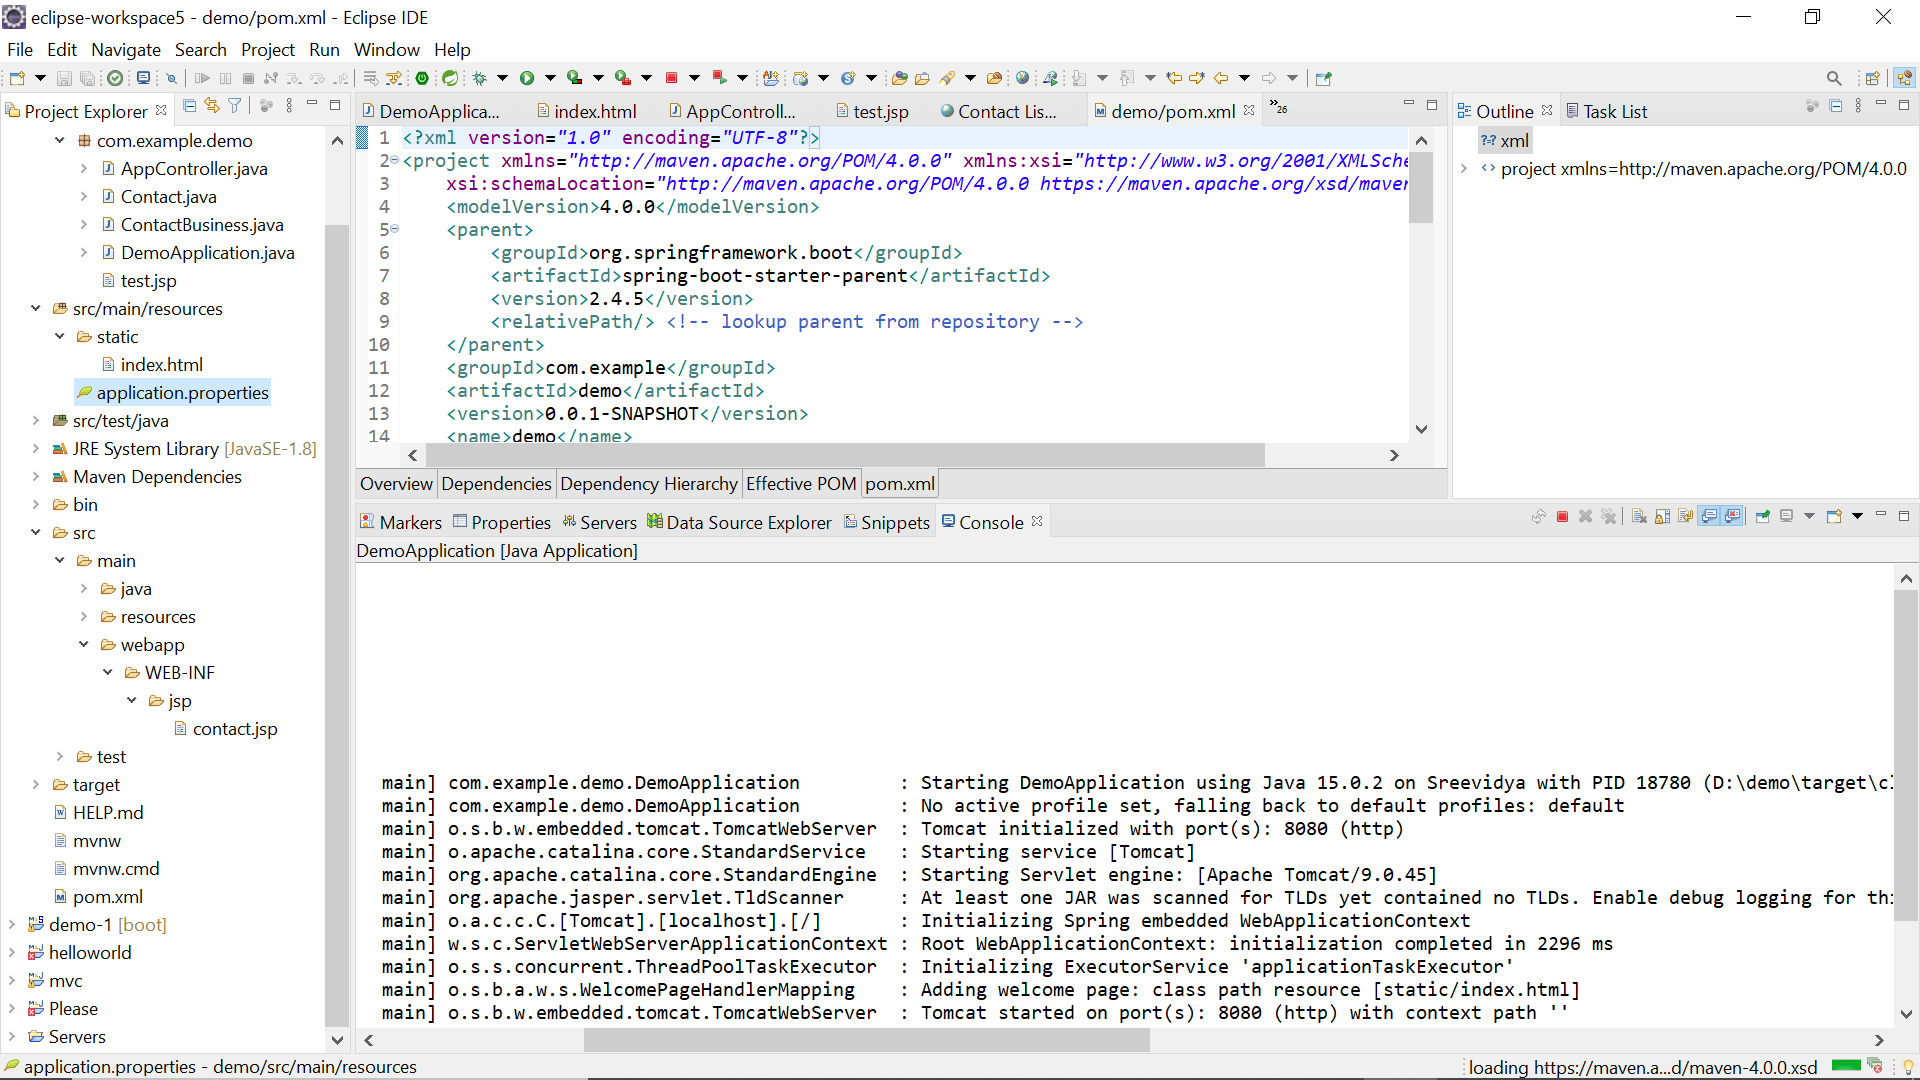 eclipse-workspace5 - demo/pom.xml - Eclipse IDE
File Edit Navigate Search Project Run Window Help
Project Explorer
com.example.demo
AppController.java
Contact.java
ContactBusiness.java
DemoApplication.java
test.jsp
src/main/resources
static
index.html
application.properties
src/test/java
JRE System Library [JavaSE-1.8]
Maven Dependencies
bin
src
main
java
resources
webapp
WEB-INF
jsp
contact.jsp
test
target
HELP.md
mvnw
mvnw.cmd
pom.xml
demo-1 [boot]
helloworld
mvc
Please
Servers
DemoApplica... index.html AppControll... test.jsp Contact Lis... demo/pom.xml »26
1 <?xml version="1.0" encoding="UTF-8"?>
2 <project xmlns="http://maven.apache.org/POM/4.0.0" xmlns:xsi="http://www.w3.org/2001/XMLSche
3 xsi:schemaLocation="http://maven.apache.org/POM/4.0.0 https://maven.apache.org/xsd/maven
4 <modelVersion>4.0.0</modelVersion>
5 <parent>
6 <groupId>org.springframework.boot</groupId>
7 <artifactId>spring-boot-starter-parent</artifactId>
8 <version>2.4.5</version>
9 <relativePath/> <!-- lookup parent from repository -->
10 </parent>
11 <groupId>com.example</groupId>
12 <artifactId>demo</artifactId>
13 <version>0.0.1-SNAPSHOT</version>
14 <name>demo</name>
Overview Dependencies Dependency Hierarchy Effective POM pom.xml
Outline Task List
?-? xml
project xmlns=http://maven.apache.org/POM/4.0.0
Markers Properties Servers Data Source Explorer Snippets Console
DemoApplication [Java Application]
main] com.example.demo.DemoApplication : Starting DemoApplication using Java 15.0.2 on Sreevidya with PID 18780 (D:\demo\target\cl
main] com.example.demo.DemoApplication : No active profile set, falling back to default profiles: default
main] o.s.b.w.embedded.tomcat.TomcatWebServer : Tomcat initialized with port(s): 8080 (http)
main] o.apache.catalina.core.StandardService : Starting service [Tomcat]
main] org.apache.catalina.core.StandardEngine : Starting Servlet engine: [Apache Tomcat/9.0.45]
main] org.apache.jasper.servlet.TldScanner : At least one JAR was scanned for TLDs yet contained no TLDs. Enable debug logging for thi
main] o.a.c.c.C.[Tomcat].[localhost].[/] : Initializing Spring embedded WebApplicationContext
main] w.s.c.ServletWebServerApplicationContext : Root WebApplicationContext: initialization completed in 2296 ms
main] o.s.s.concurrent.ThreadPoolTaskExecutor : Initializing ExecutorService 'applicationTaskExecutor'
main] o.s.b.a.w.s.WelcomePageHandlerMapping : Adding welcome page: class path resource [static/index.html]
main] o.s.b.w.embedded.tomcat.TomcatWebServer : Tomcat started on port(s): 8080 (http) with context path ''
application.properties - demo/src/main/resources
loading https://maven.a...d/maven-4.0.0.xsd